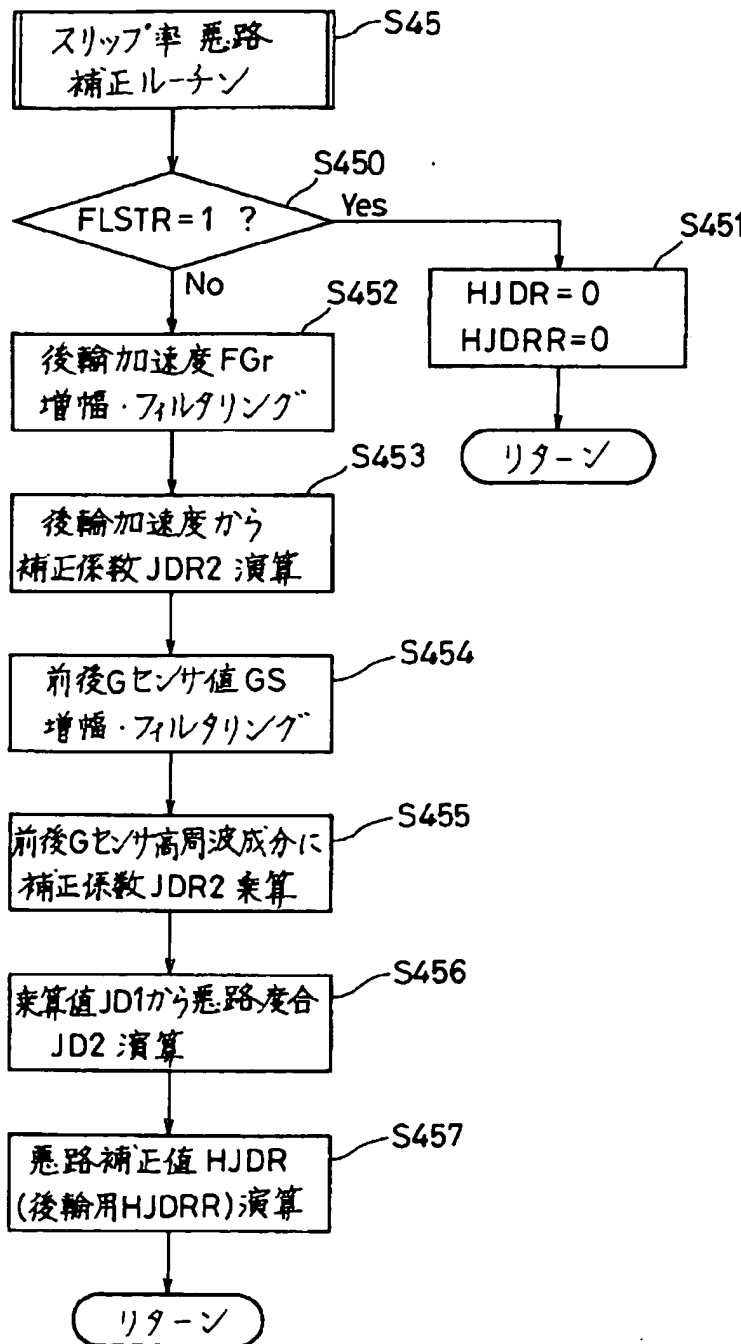 スリップ率 悪路
補正ルーチン
S45
S450
FLSTR=1 ?
Yes
No
S451
HJDR=0
HJDRR=0
リターン
S452
後輪加速度FGr
増幅・フィルタリング
S453
後輪加速度から
補正係数JDR2演算
S454
前後Gセンサ値GS
増幅・フィルタリング
S455
前後Gセンサ高周波成分に
補正係数JDR2乗算
S456
乗算値JD1から悪路度合
JD2演算
S457
悪路補正値HJDR
(後輪用HJDRR)演算
リターン